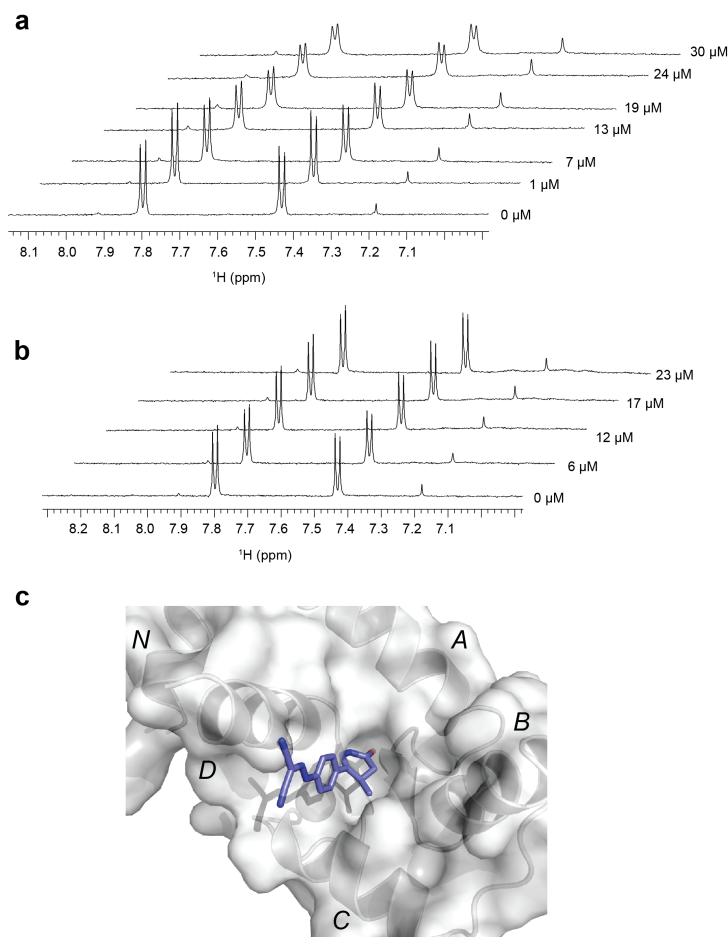 a
30 µM
24 µM
19 µM
13 µM
7 µM
1 µM
0 µM
8.1 8.0 7.9 7.8 7.7 7.6 7.5 7.4 7.3 7.2 7.1
¹H (ppm)
b
23 µM
17 µM
12 µM
6 µM
0 µM
8.2 8.1 8.0 7.9 7.8 7.7 7.6 7.5 7.4 7.3 7.2 7.1
¹H (ppm)
c
N
A
B
D
C